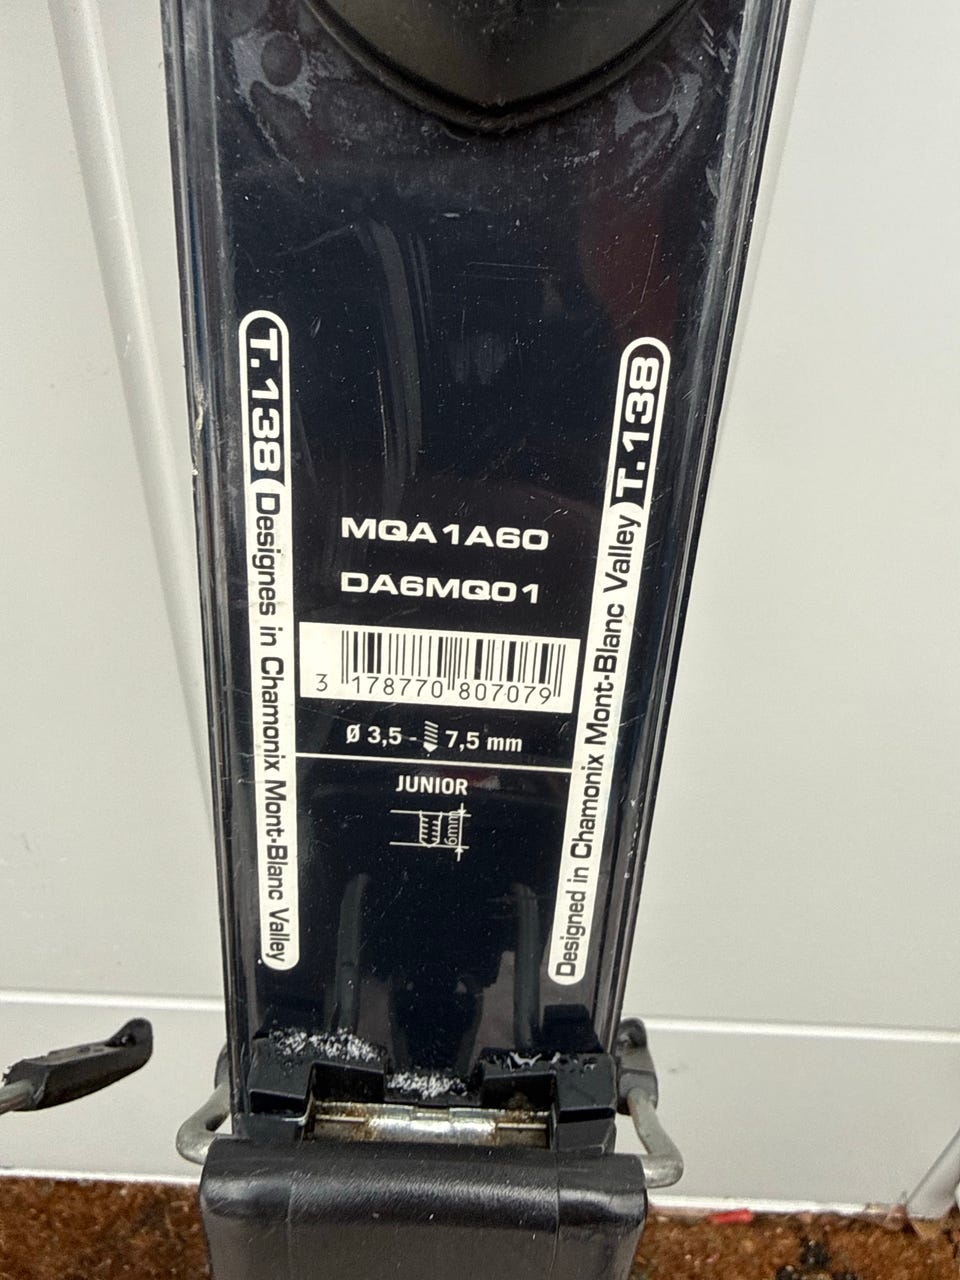 T.138 Designes in Chamonix Mont-Blanc Valley
MQA1A60
DA6MQ01
3 178770 807079
Ø 3,5 - 7,5 mm
JUNIOR
6mm
Designed in Chamonix Mont-Blanc Valley T.138